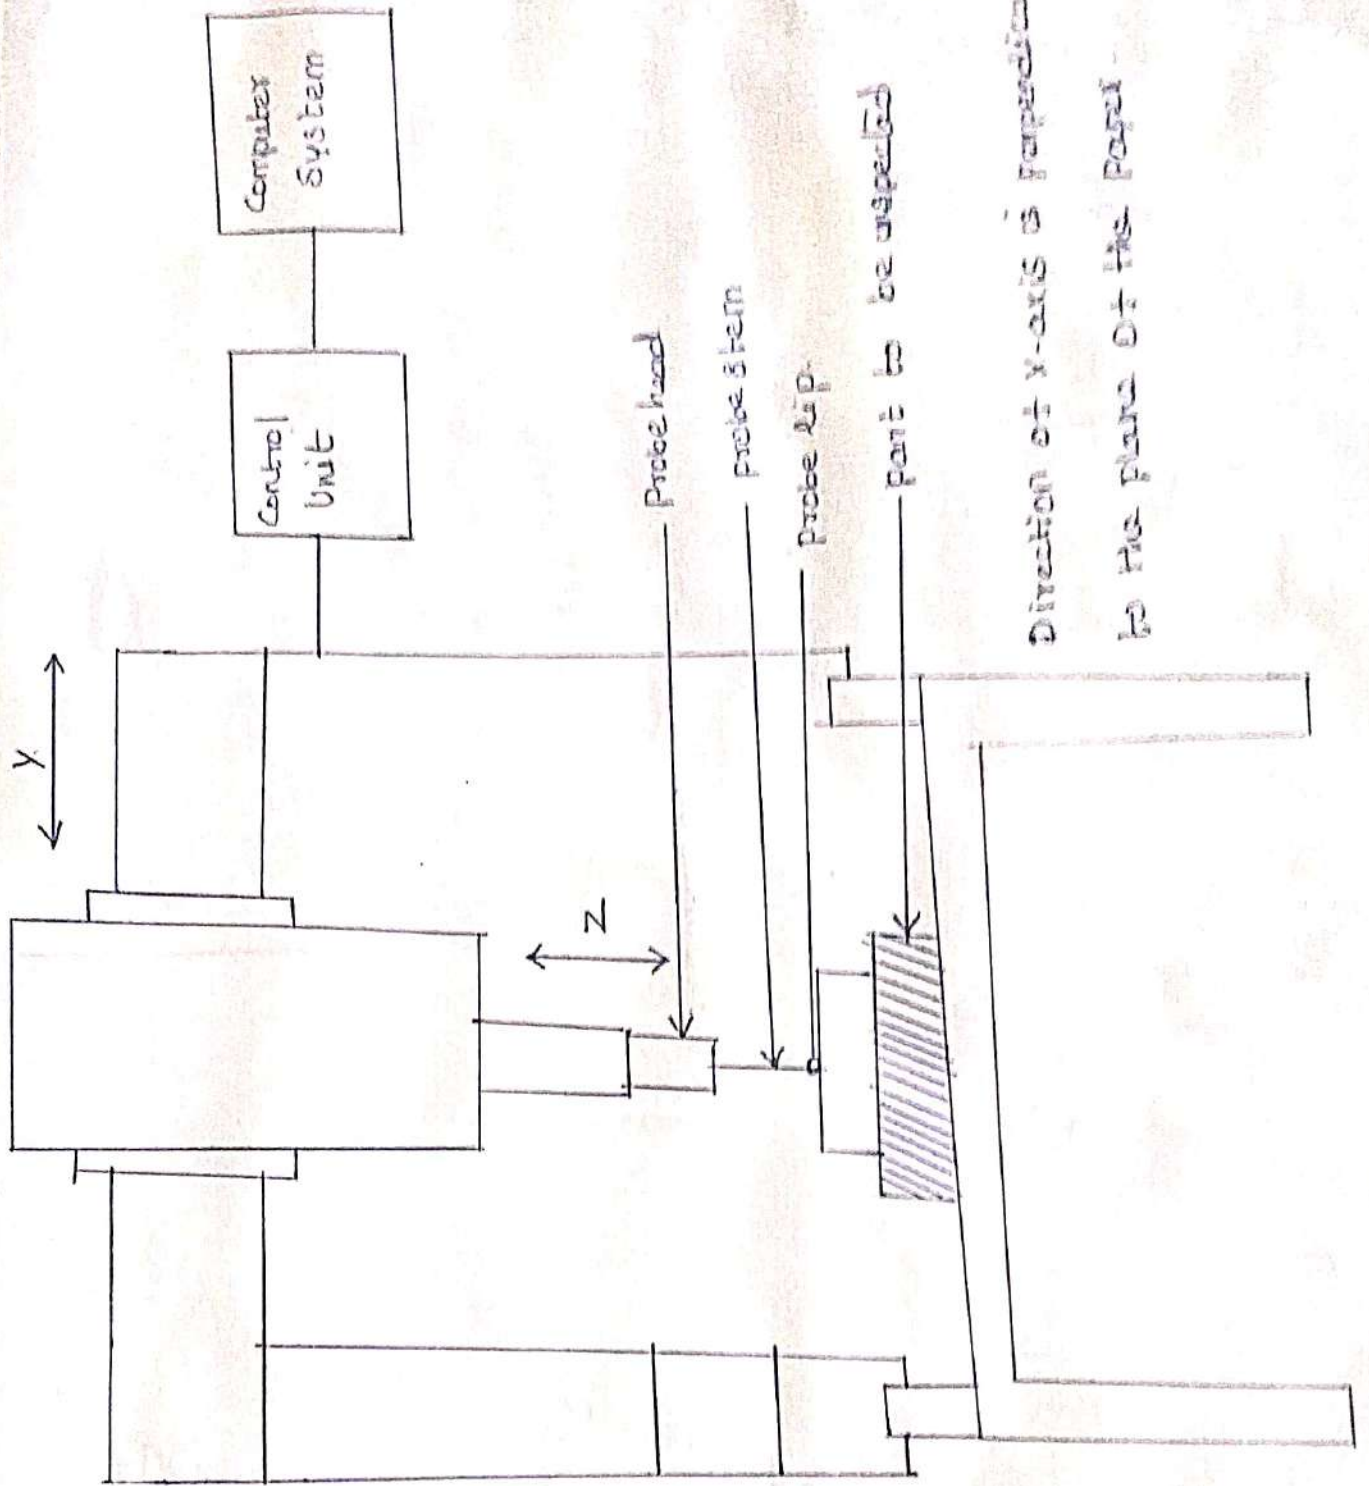 Y
Computer
System
Control
Unit
Z
Probe head
probe stem
probe tip.
part to be inspected
Direction of x-axis is perpendic
to the plane of the paper.